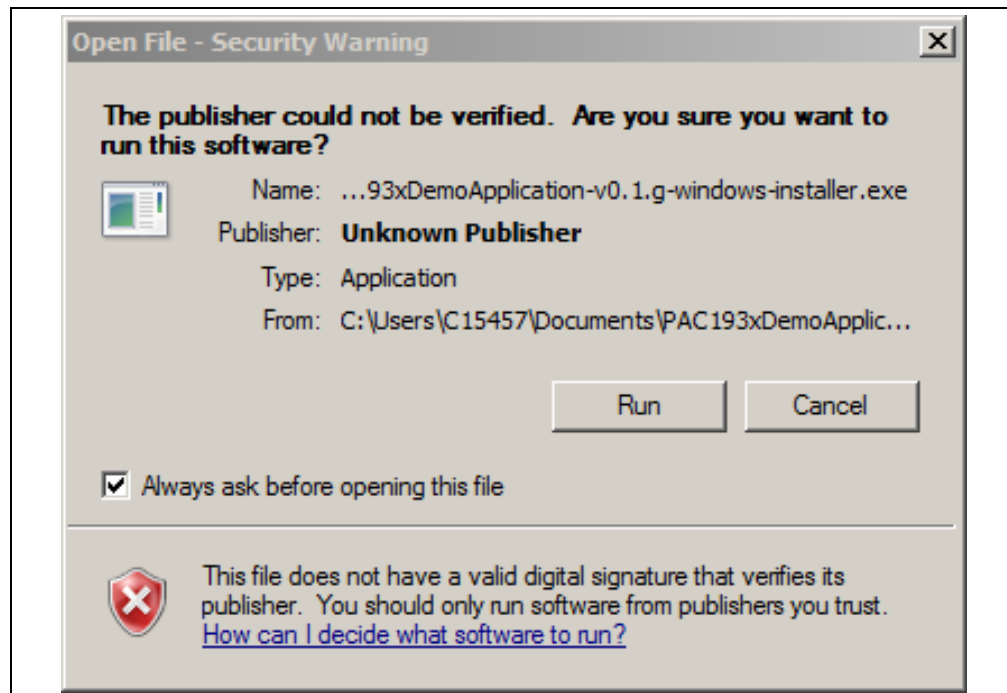 Open File - Security Warning
The publisher could not be verified. Are you sure you want to
run this software?
Name: ...93xDemoApplication-v0.1.g-windows-installer.exe
Publisher: Unknown Publisher
Type: Application
From: C:\Users\C15457\Documents\PAC193xDemoApplic...
Run Cancel
Always ask before opening this file
This file does not have a valid digital signature that verifies its
publisher. You should only run software from publishers you trust.
How can I decide what software to run?